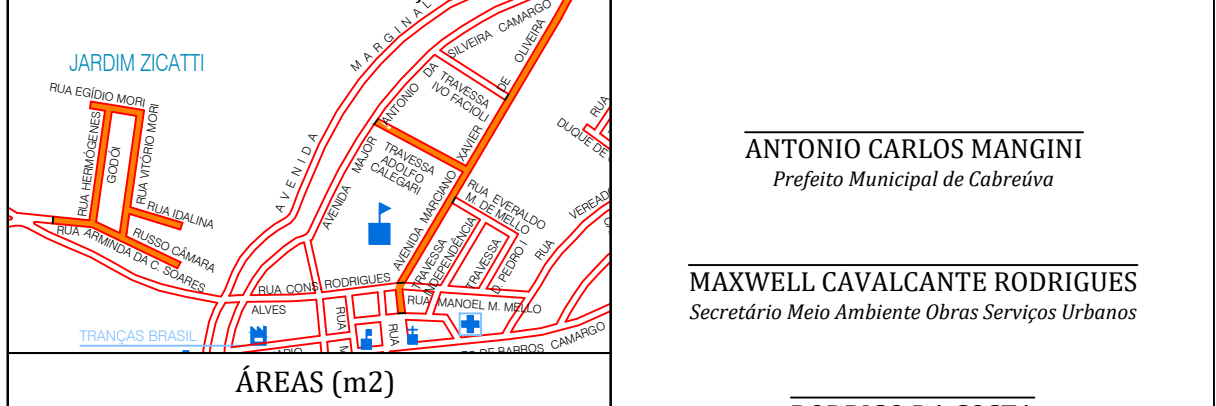 MARGINAL
AVENIDA
JARDIM ZICATTI
RUA EGÍDIO MORI
RUA HERMÓGENES
GODÓI
RUA VITÓRIO MORI
RUA IDALINA
RUSSO CÂMARA
RUA ARMINDA DA C. SOARES
AVENIDA MAJOR ANTONIO DA SILVEIRA CAMARGO
TRAVESSA
IVO FACIOLI
TRAVESSA
ADOLFO
CALEGARI
AVENIDA MARCIANO XAVIER DE OLIVEIRA
RUA
DUQUE DE
RUA EVERALDO
M. DE MELLO
TRAVESSA
INDEPENDÊNCIA
TRAVESSA
D. PEDRO I
RUA
RUA CONS. RODRIGUES
ALVES
RUA
RUA
RUA MANOEL M. MELLO
DE BARROS CAMARGO
TRANÇAS BRASIL
ÁREAS (m2)
ANTONIO CARLOS MANGINI
Prefeito Municipal de Cabreúva
MAXWELL CAVALCANTE RODRIGUES
Secretário Meio Ambiente Obras Serviços Urbanos